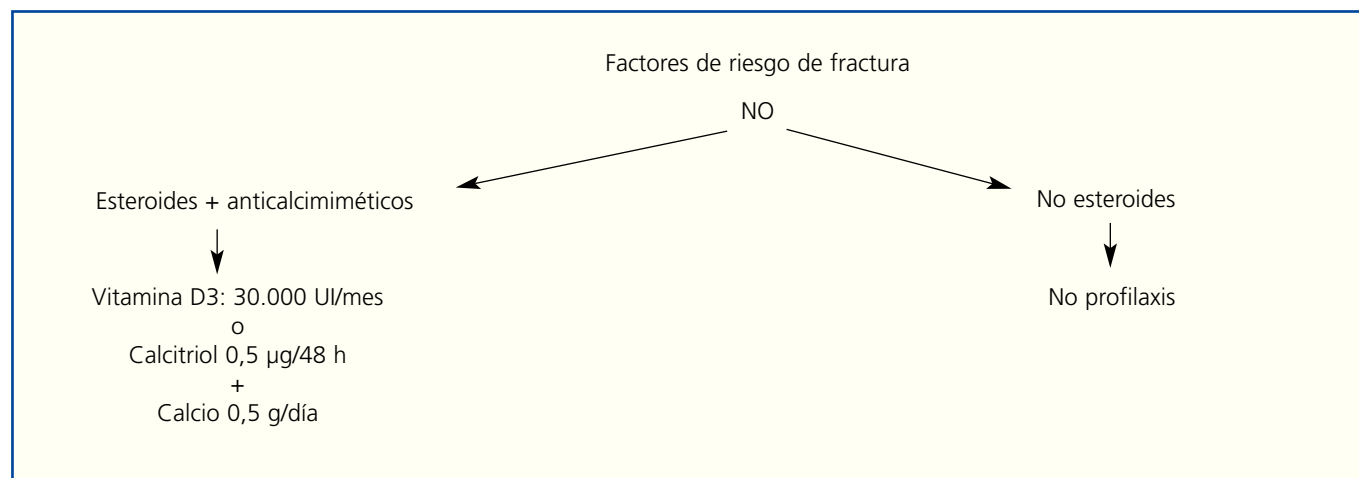 Factores de riesgo de fractura
NO
Esteroides + anticalcimiméticos
No esteroides
Vitamina D3: 30.000 UI/mes
No profilaxis
o
Calcitriol 0,5 µg/48 h
+
Calcio 0,5 g/día